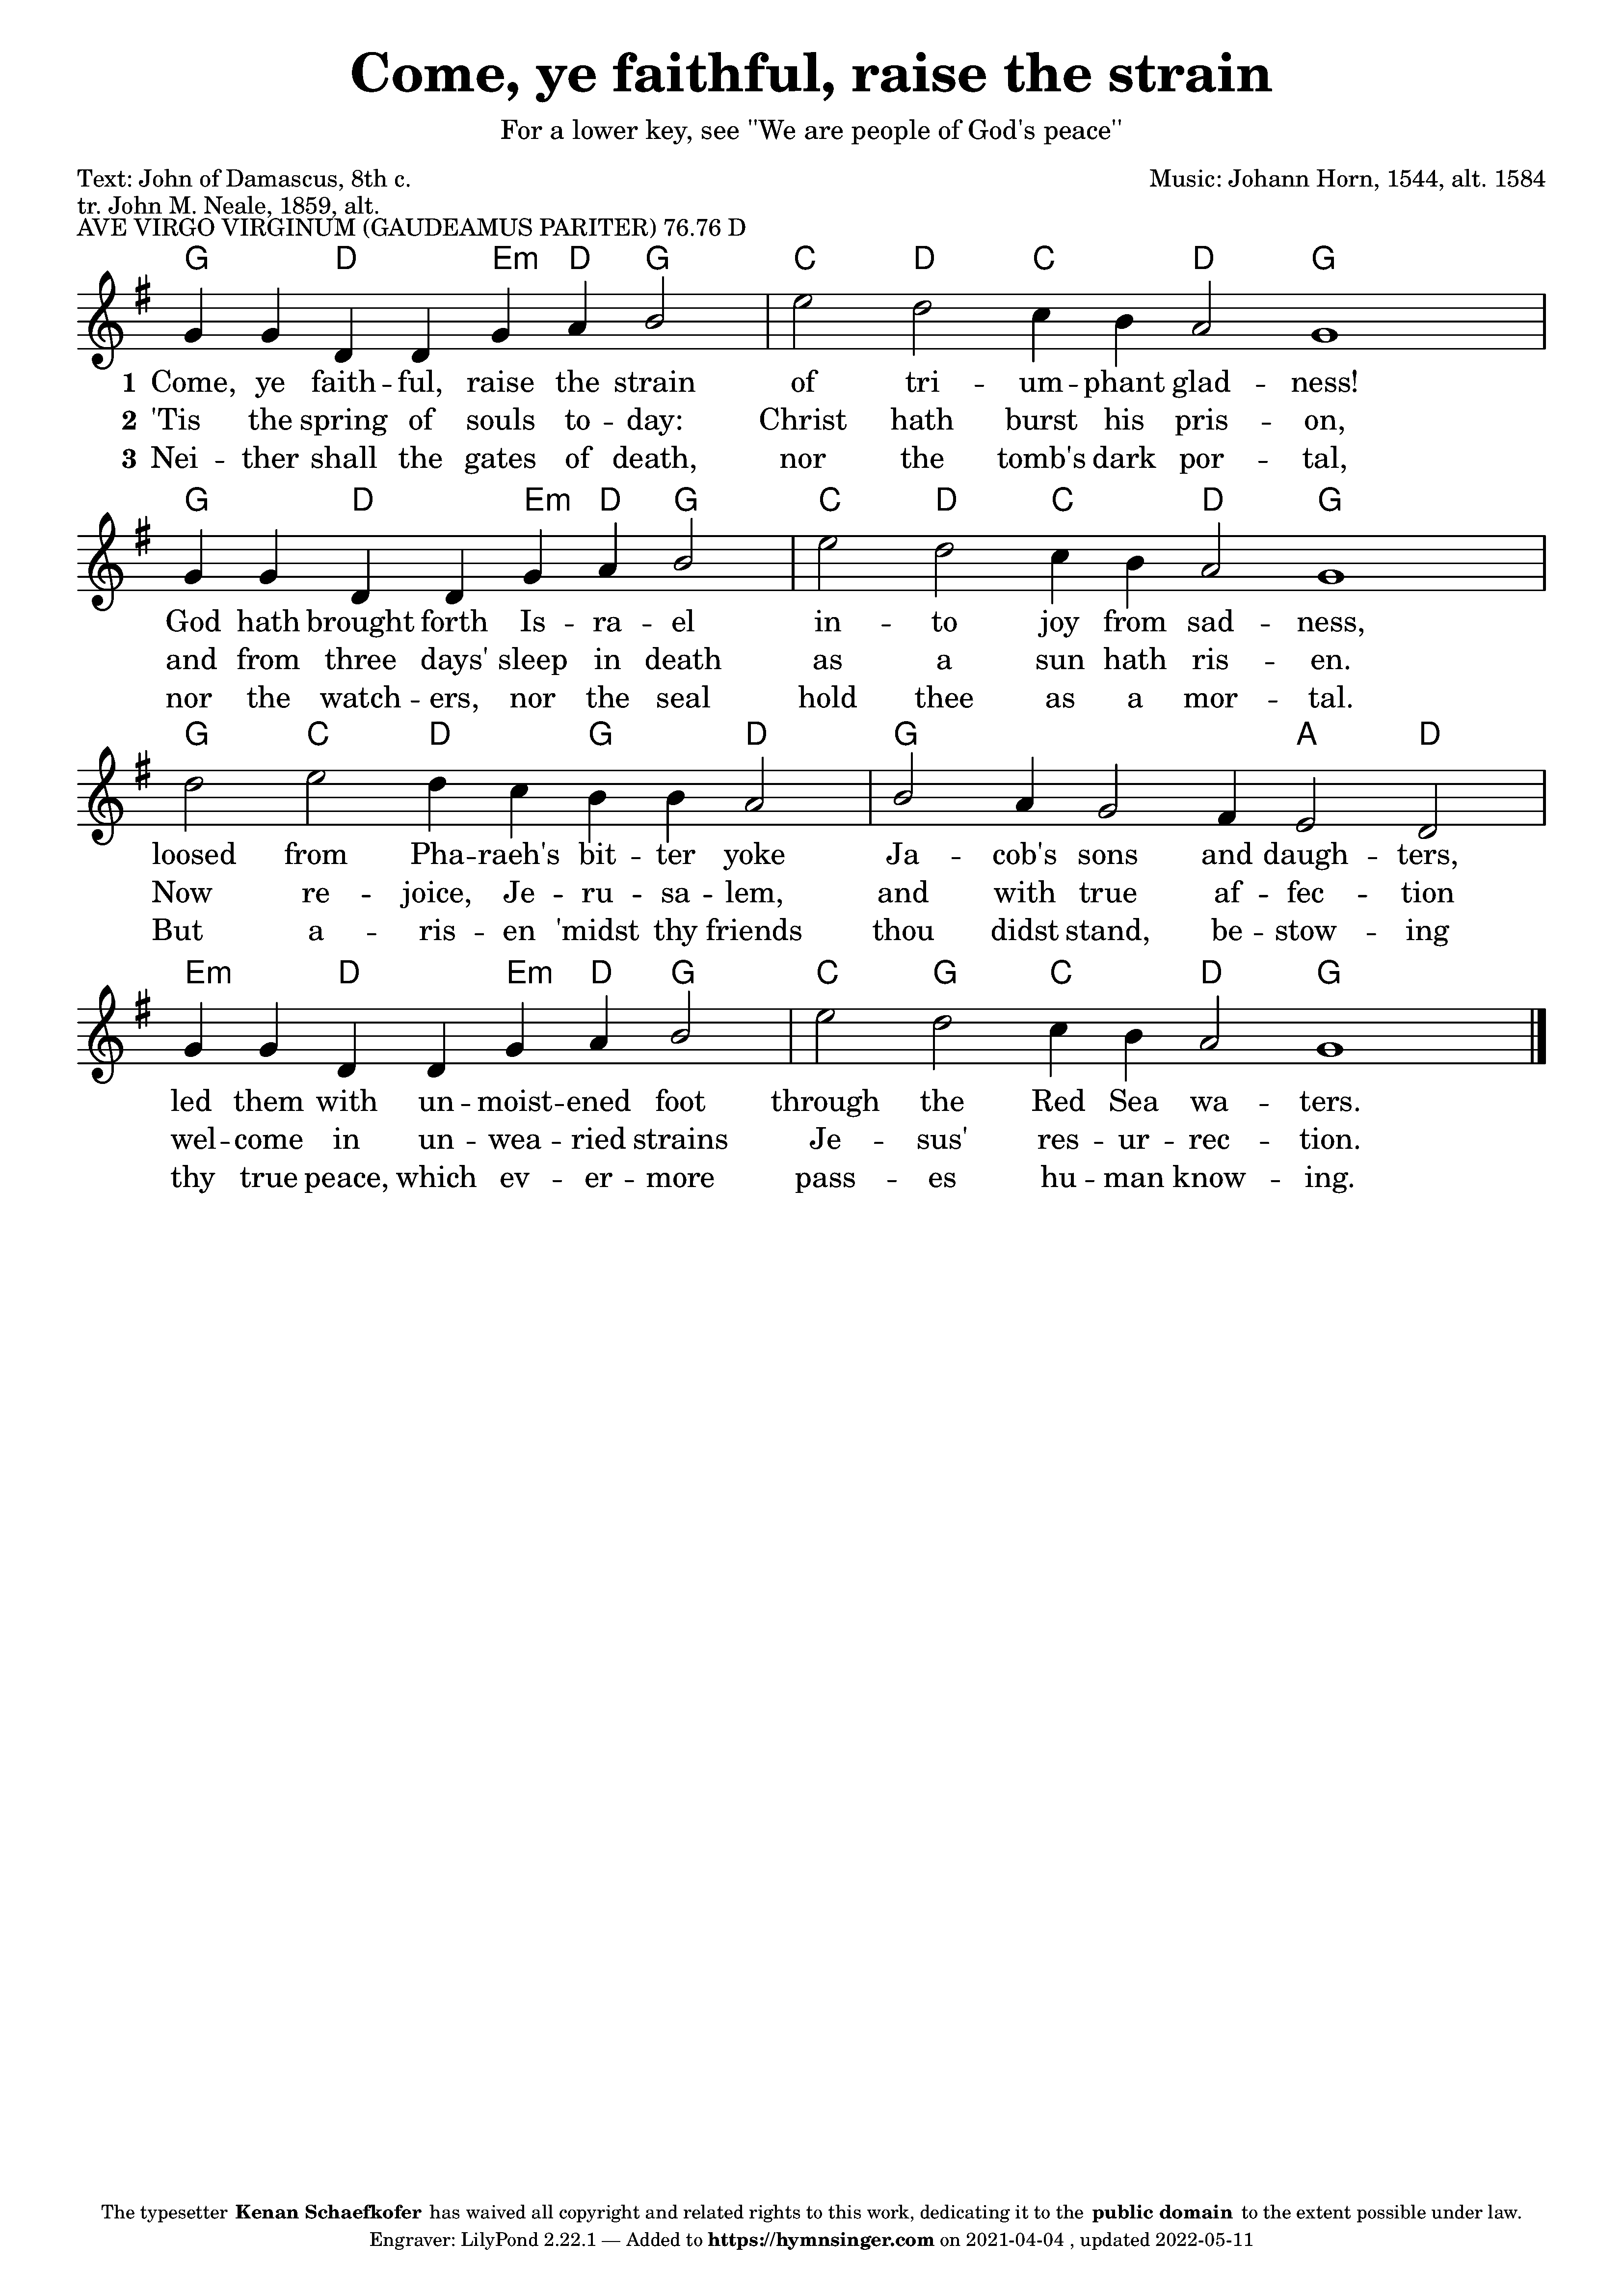 Come, ye faithful, raise the strain
For a lower key, see "We are people of God's peace"
Text: John of Damascus, 8th c.
Music: Johann Horn, 1544, alt. 1584
tr. John M. Neale, 1859, alt.
AVE VIRGO VIRGINUM (GAUDEAMUS PARITER) 76.76 D
G D Em D G C D C D G
1 Come, ye faith -- ful, raise the strain of tri -- um -- phant glad -- ness!
2 'Tis the spring of souls to -- day: Christ hath burst his pris -- on,
3 Nei -- ther shall the gates of death, nor the tomb's dark por -- tal,
G D Em D G C D C D G
God hath brought forth Is -- ra -- el in -- to joy from sad -- ness,
and from three days' sleep in death as a sun hath ris -- en.
nor the watch -- ers, nor the seal hold thee as a mor -- tal.
G C D G D G A D
loosed from Pha -- raeh's bit -- ter yoke Ja -- cob's sons and daugh -- ters,
Now re -- joice, Je -- ru -- sa -- lem, and with true af -- fec -- tion
But a -- ris -- en 'midst thy friends thou didst stand, be -- stow -- ing
Em D Em D G C G C D G
led them with un -- moist -- ened foot through the Red Sea wa -- ters.
wel -- come in un -- wea -- ried strains Je -- sus' res -- ur -- rec -- tion.
thy true peace, which ev -- er -- more pass -- es hu -- man know -- ing.
The typesetter Kenan Schaefkofer has waived all copyright and related rights to this work, dedicating it to the public domain to the extent possible under law.
Engraver: LilyPond 2.22.1 — Added to https://hymnsinger.com on 2021-04-04 , updated 2022-05-11